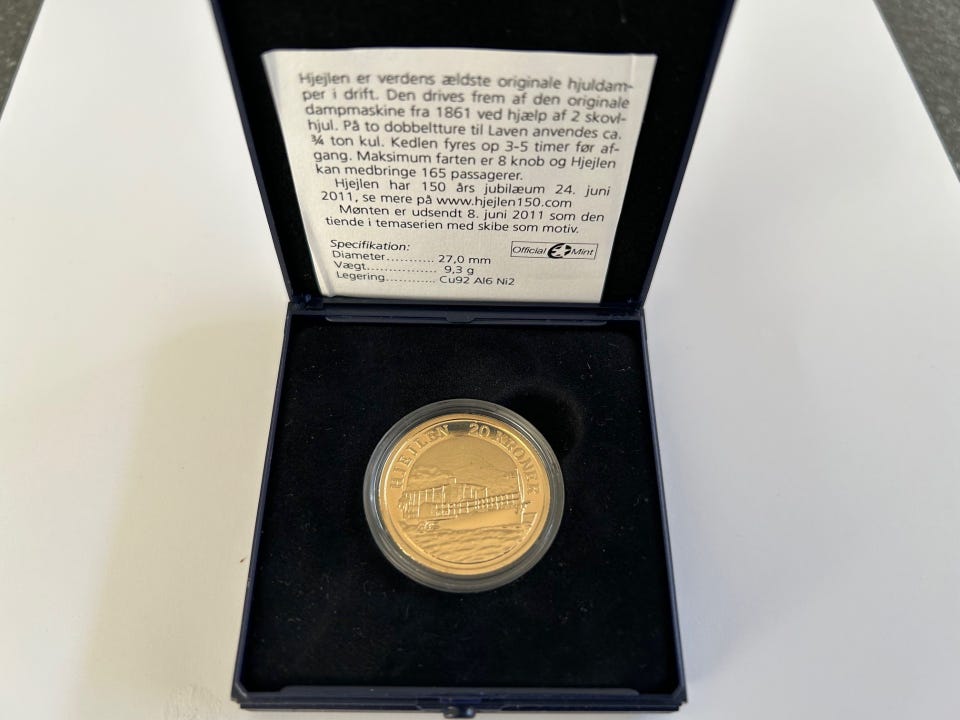 Hjejlen er verdens ældste originale hjuldam-
per i drift. Den drives frem af den originale
dampmaskine fra 1861 ved hjælp af 2 skovl-
hjul. På to dobbeltture til Laven anvendes ca.
¾ ton kul. Kedlen fyres op 3-5 timer før af-
gang. Maksimum farten er 8 knob og Hjejlen
kan medbringe 165 passagerer.
Hjejlen har 150 års jubilæum 24. juni
2011, se mere på www.hjejlen150.com
Mønten er udsendt 8. juni 2011 som den
tiende i temaserien med skibe som motiv.
Specifikation:
Diameter........... 27,0 mm
Vægt.................. 9,3 g
Legering............ Cu92 Al6 Ni2
Official Mint
HJEJLEN 20 KRONER